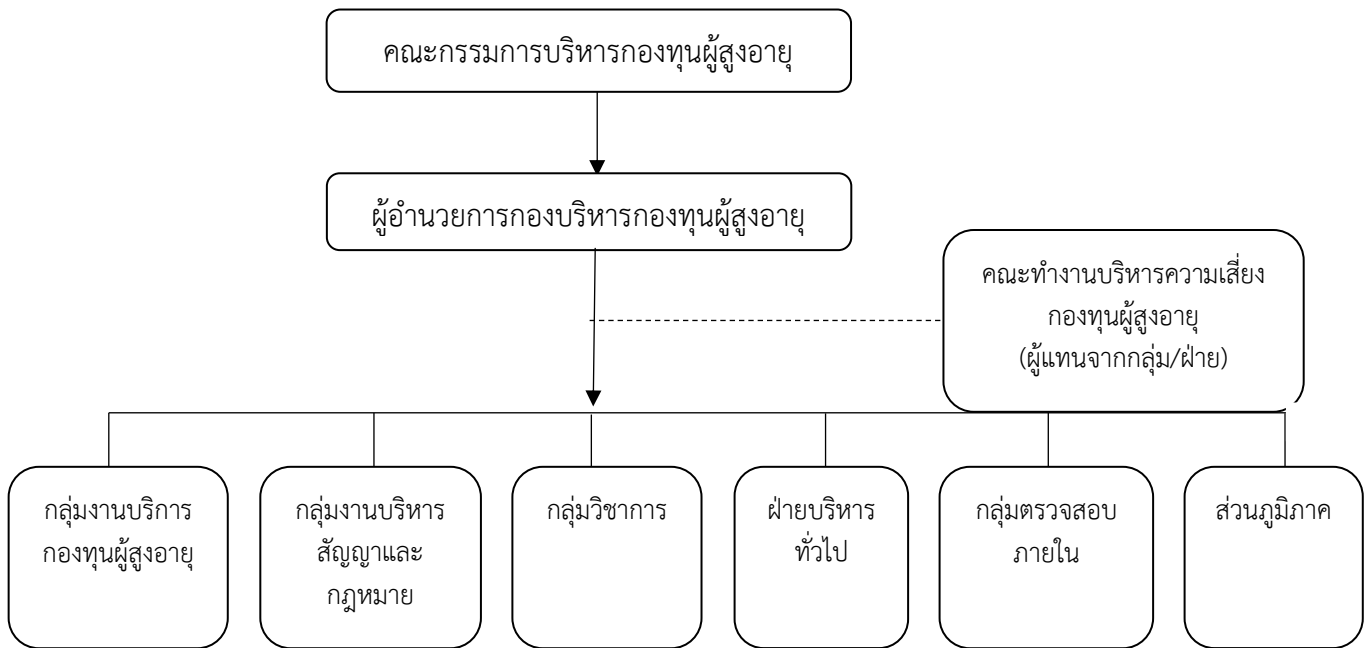 คณะกรรมการบริหารกองทุนผู้สูงอายุ
ผู้อำนวยการกองบริหารกองทุนผู้สูงอายุ
คณะทำงานบริหารความเสี่ยง
กองทุนผู้สูงอายุ
(ผู้แทนจากกลุ่ม/ฝ่าย)
กลุ่มงานบริการ
กองทุนผู้สูงอายุ
กลุ่มงานบริหาร
สัญญาและ
กฎหมาย
กลุ่มวิชาการ
ฝ่ายบริหาร
ทั่วไป
กลุ่มตรวจสอบ
ภายใน
ส่วนภูมิภาค